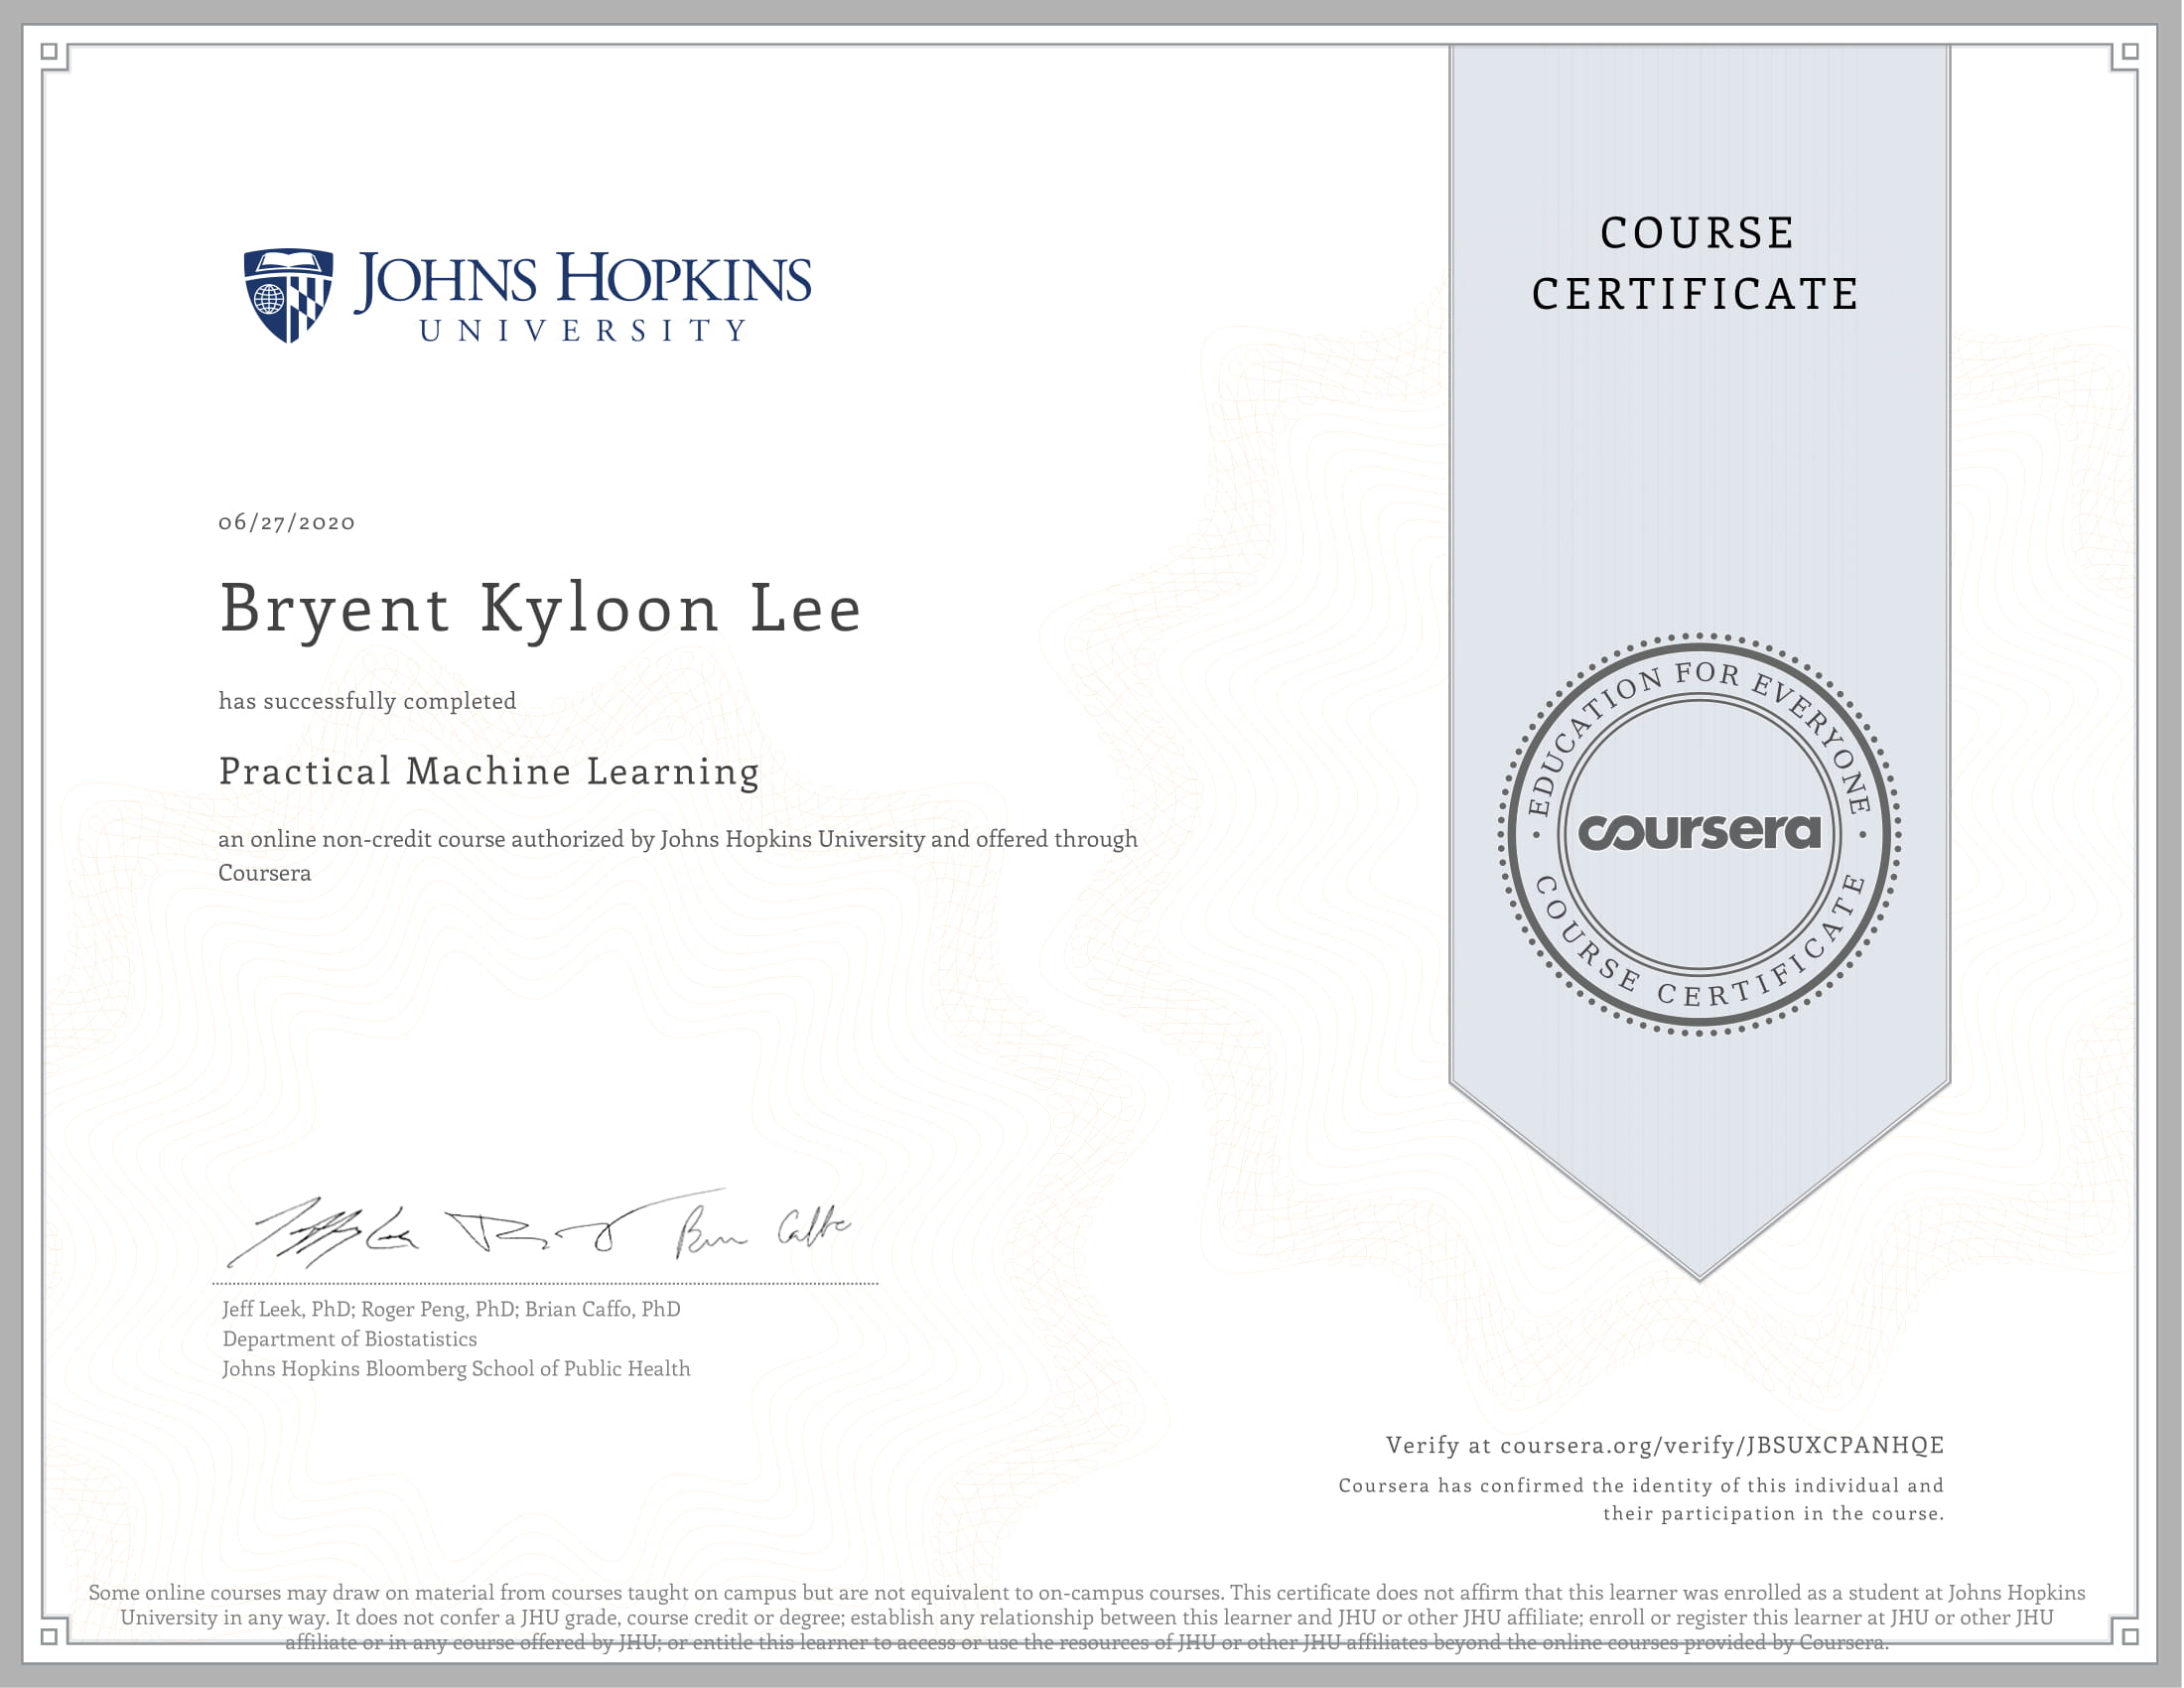 JOHNS HOPKINS
UNIVERSITY
COURSE
CERTIFICATE
06/27/2020
Bryent Kyloon Lee
has successfully completed
Practical Machine Learning
an online non-credit course authorized by Johns Hopkins University and offered through
Coursera
EDUCATION FOR EVERYONE
coursera
COURSE CERTIFICATE
Jeff Leek, PhD; Roger Peng, PhD; Brian Caffo, PhD
Department of Biostatistics
Johns Hopkins Bloomberg School of Public Health
Verify at coursera.org/verify/JBSUXCPANHQE
Coursera has confirmed the identity of this individual and
their participation in the course.
Some online courses may draw on material from courses taught on campus but are not equivalent to on-campus courses. This certificate does not affirm that this learner was enrolled as a student at Johns Hopkins
University in any way. It does not confer a JHU grade, course credit or degree; establish any relationship between this learner and JHU or other JHU affiliate; enroll or register this learner at JHU or other JHU
affiliate or in any course offered by JHU; or entitle this learner to access or use the resources of JHU or other JHU affiliates beyond the online courses provided by Coursera.